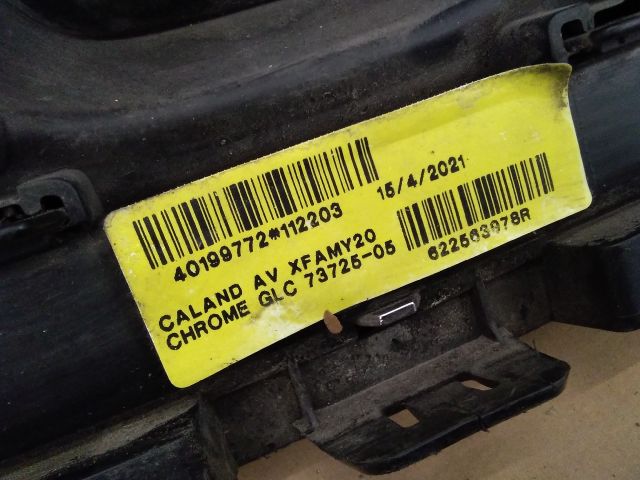 15/4/2021
40199772*112203
622563978R
CALAND AV XFAMY20
CHROME GLC 73725-05